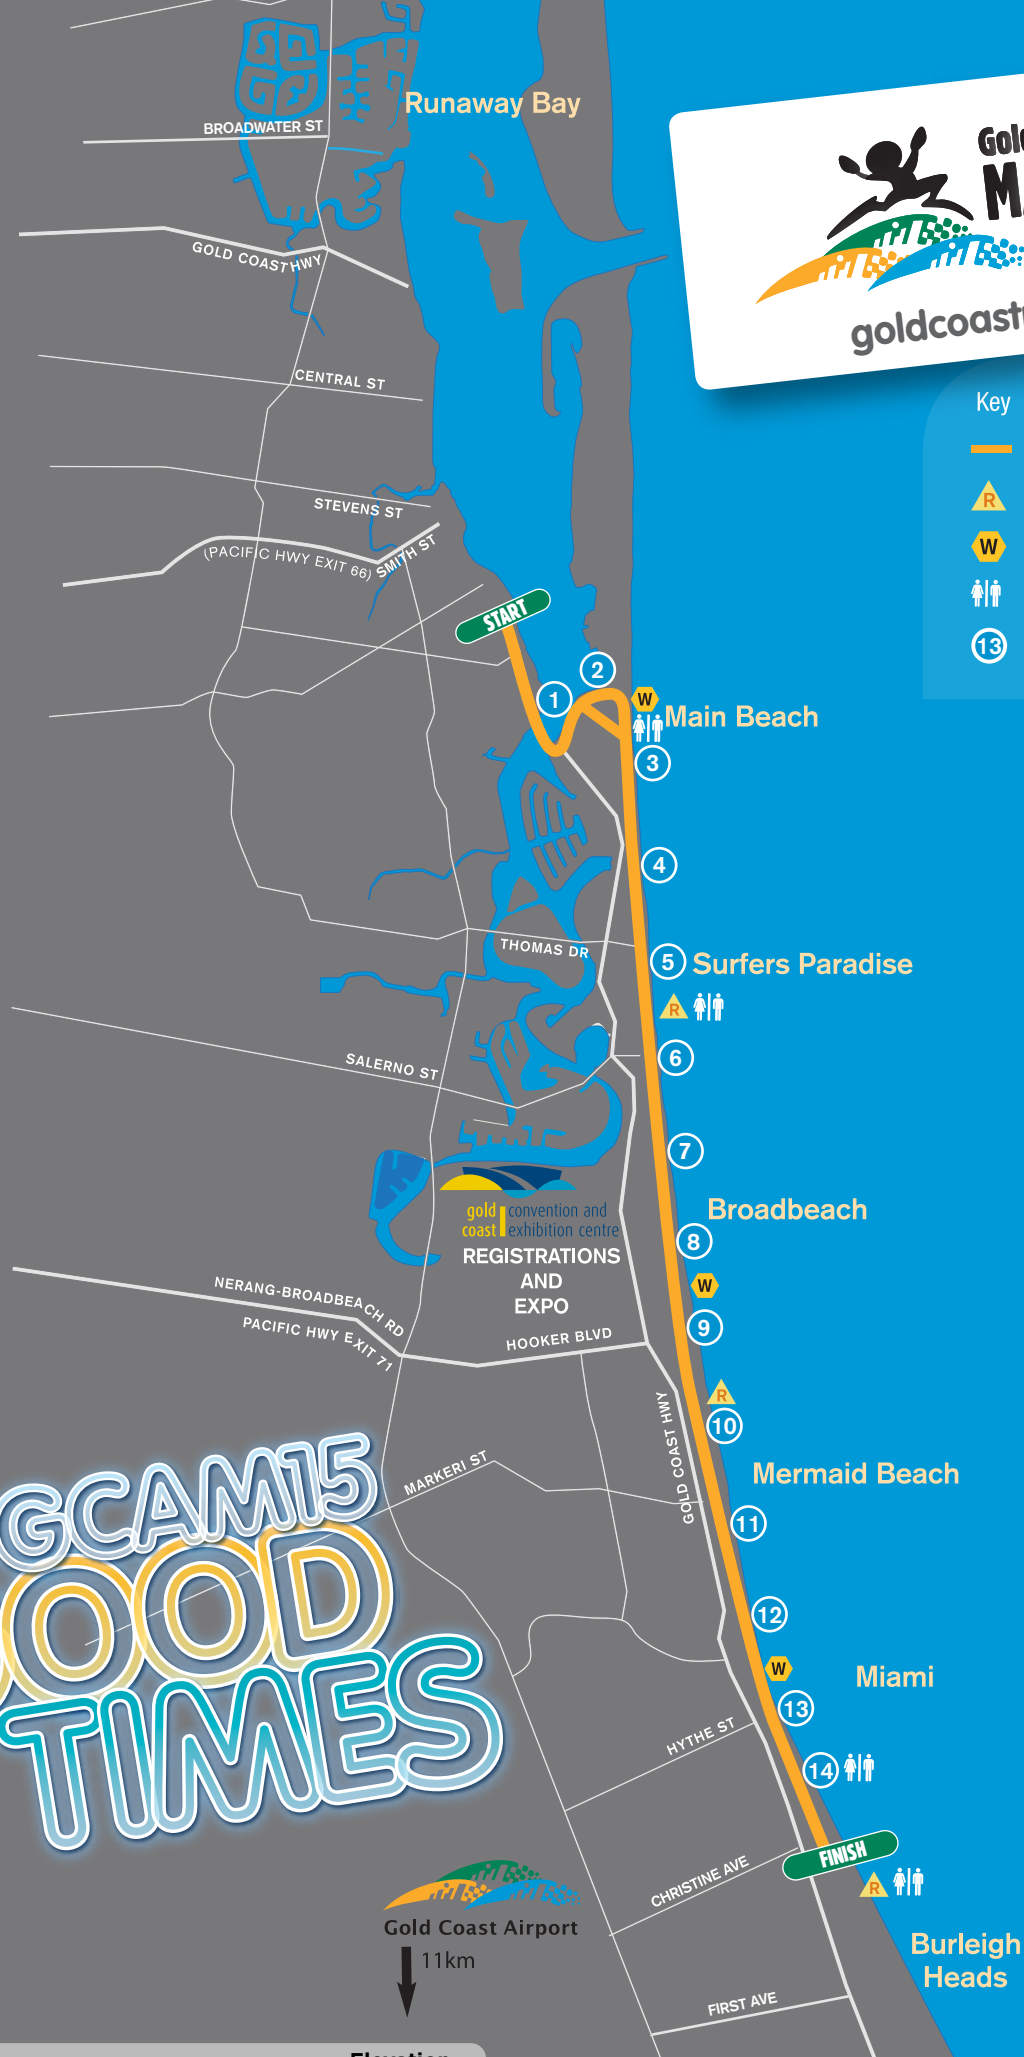 Runaway Bay
BROADWATER ST
GOLD COAST HWY
goldcoast
Key
R
W
13
CENTRAL ST
STEVENS ST
(PACIFIC HWY EXIT 66) SMITH ST
START
1
2
W
Main Beach
3
4
THOMAS DR
5
Surfers Paradise
R
6
SALERNO ST
7
gold coast convention and exhibition centre
REGISTRATIONS
AND
EXPO
Broadbeach
8
W
9
NERANG-BROADBEACH RD
PACIFIC HWY EXIT 71
HOOKER BLVD
R
10
GOLD COAST HWY
Mermaid Beach
MARKERI ST
11
GCAM15
OOD
TIMES
12
W
Miami
13
HYTHE ST
14
FINISH
R
CHRISTINE AVE
Gold Coast Airport
11km
Burleigh
Heads
FIRST AVE